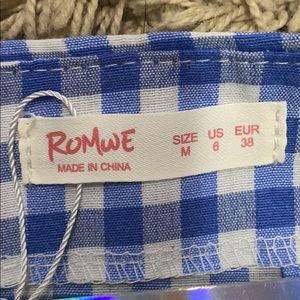 ROMWE
MADE IN CHINA
SIZE US EUR
M 6 38